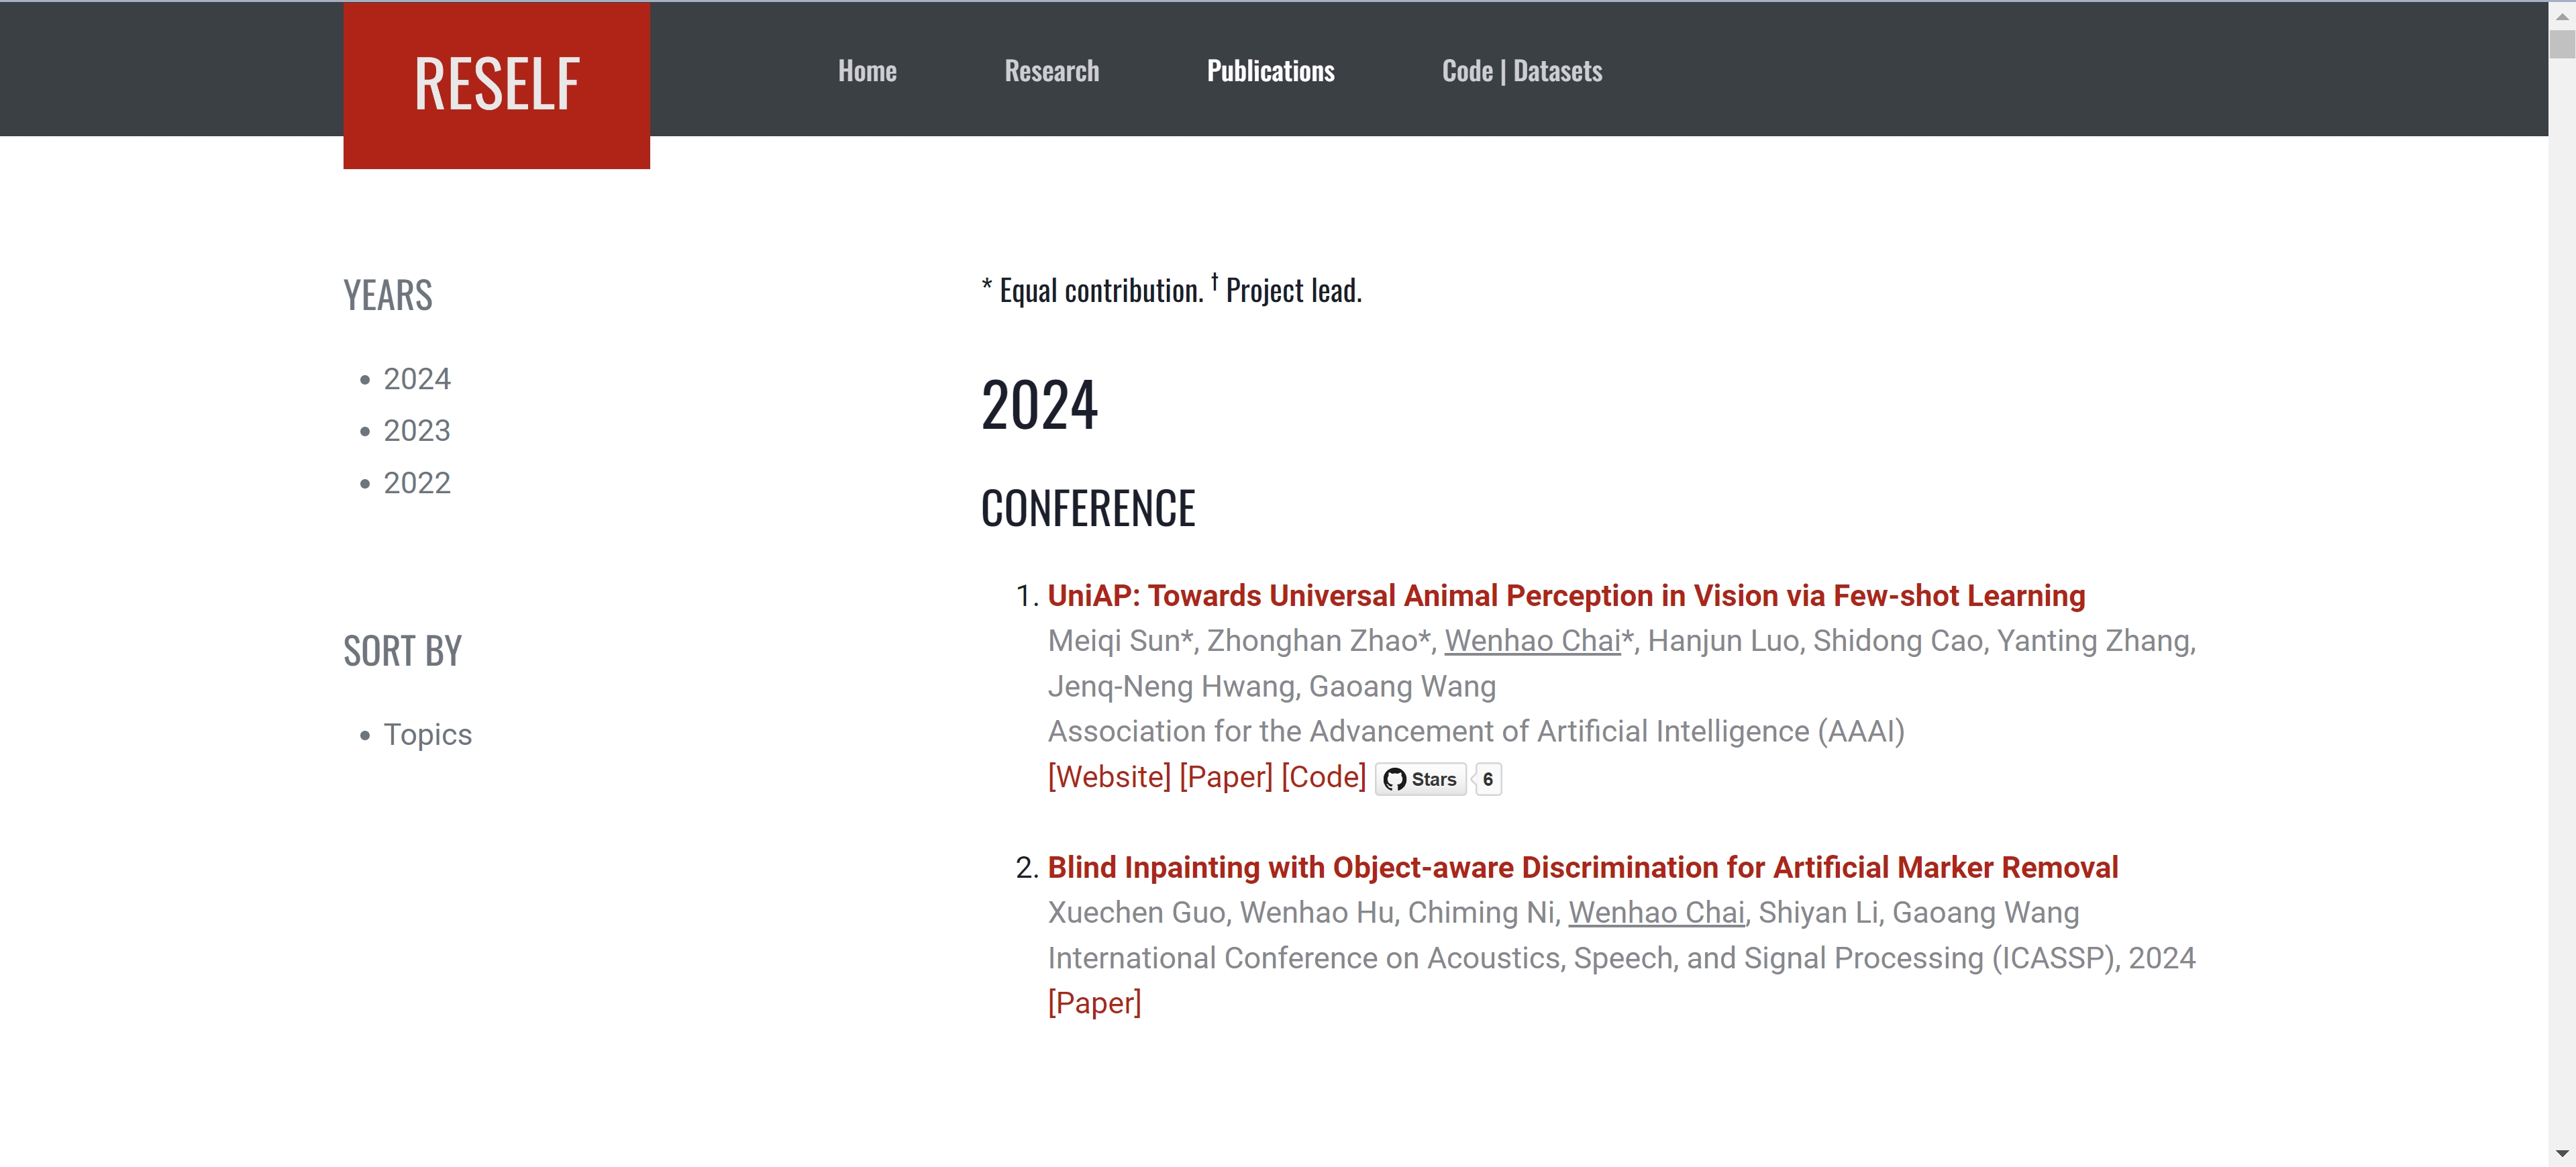 RESELF
Home Research Publications Code | Datasets
YEARS
2024
2023
2022
SORT BY
Topics
* Equal contribution. † Project lead.
2024
CONFERENCE
1. UniAP: Towards Universal Animal Perception in Vision via Few-shot Learning
Meiqi Sun*, Zhonghan Zhao*, Wenhao Chai*, Hanjun Luo, Shidong Cao, Yanting Zhang,
Jenq-Neng Hwang, Gaoang Wang
Association for the Advancement of Artificial Intelligence (AAAI)
[Website] [Paper] [Code] Stars 6
2. Blind Inpainting with Object-aware Discrimination for Artificial Marker Removal
Xuechen Guo, Wenhao Hu, Chiming Ni, Wenhao Chai, Shiyan Li, Gaoang Wang
International Conference on Acoustics, Speech, and Signal Processing (ICASSP), 2024
[Paper]